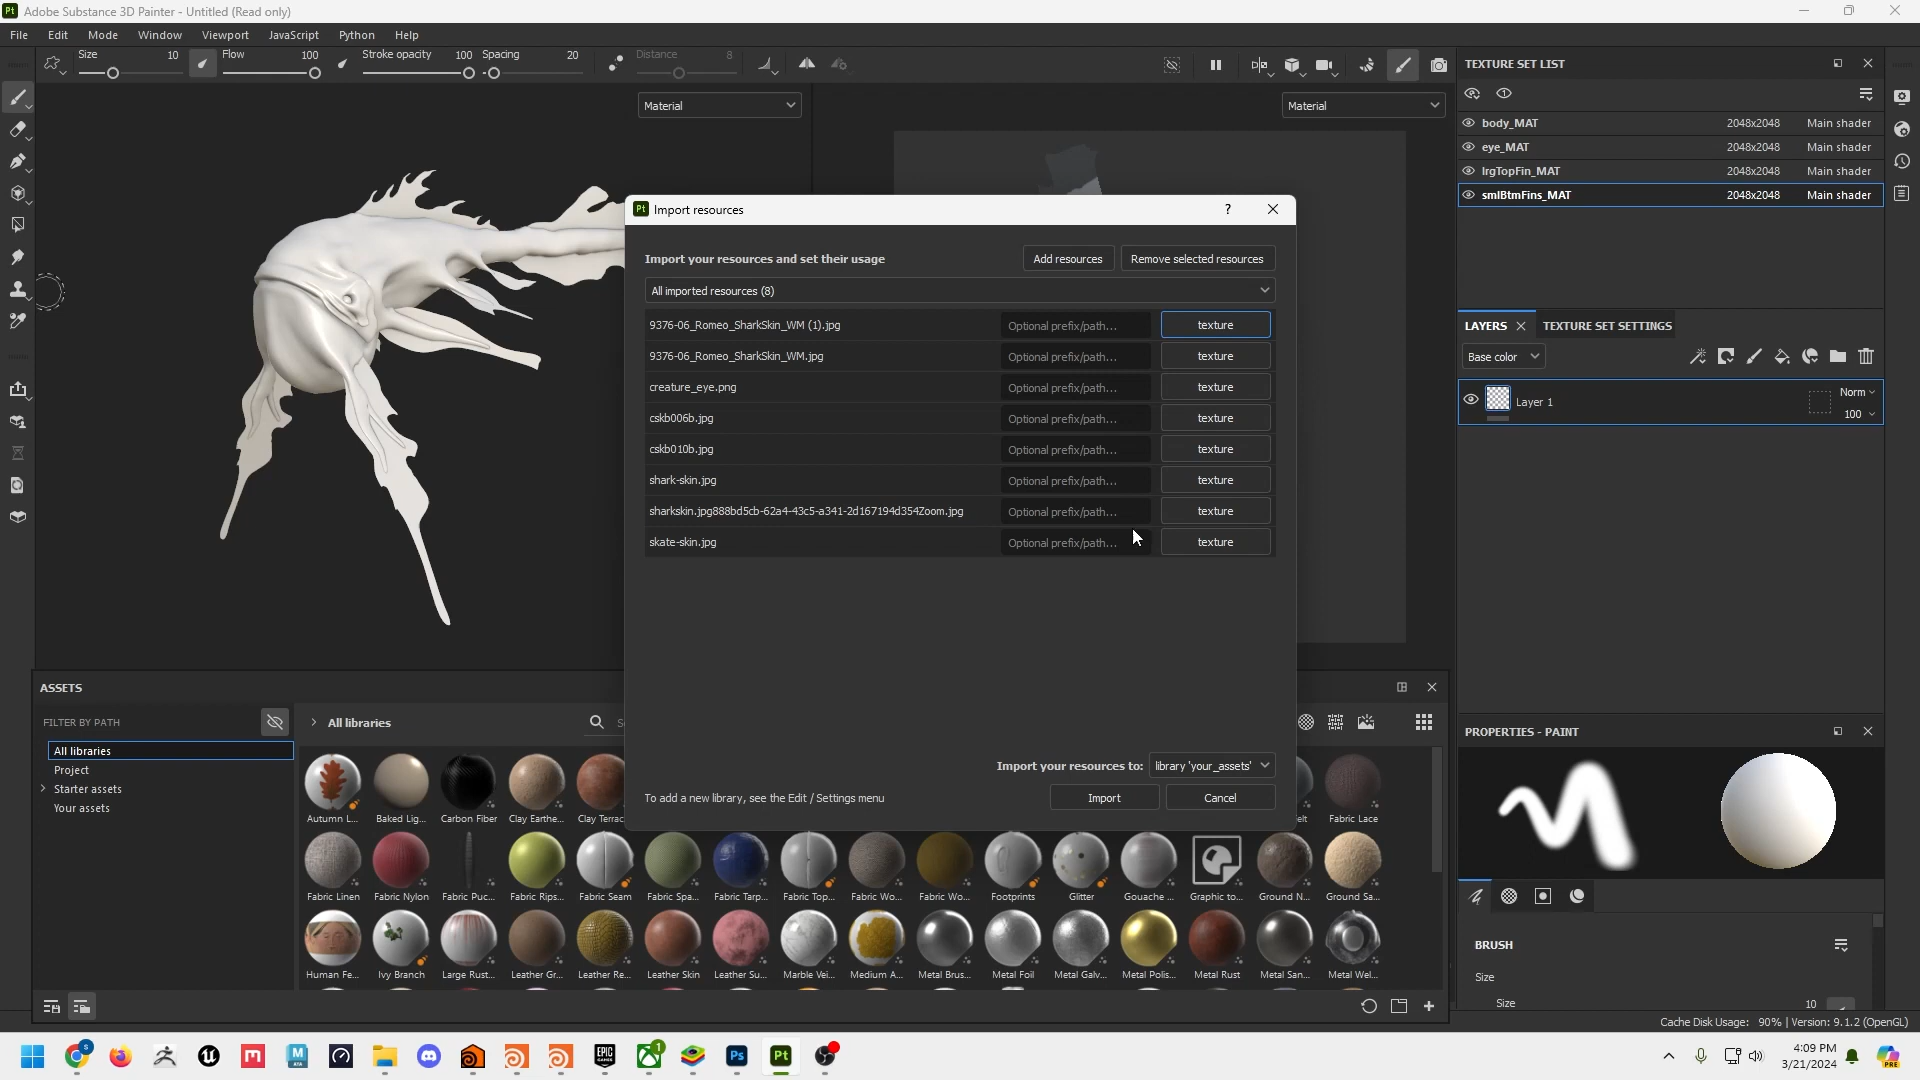 Pt Adobe Substance 3D Painter - Untitled (Read only)
File Edit Mode Window Viewport JavaScript Python Help
Size 10 Flow 100 Stroke opacity 100 Spacing 20 Distance 8
Material
Material
TEXTURE SET LIST
body_MAT 2048x2048 Main shader
eye_MAT 2048x2048 Main shader
lrgTopFin_MAT 2048x2048 Main shader
smlBtmFins_MAT 2048x2048 Main shader
Pt Import resources ?
Import your resources and set their usage Add resources Remove selected resources
All imported resources (8)
9376-06_Romeo_SharkSkin_WM (1).jpg Optional prefix/path... texture
9376-06_Romeo_SharkSkin_WM.jpg Optional prefix/path... texture
creature_eye.png Optional prefix/path... texture
cskb006b.jpg Optional prefix/path... texture
cskb010b.jpg Optional prefix/path... texture
shark-skin.jpg Optional prefix/path... texture
sharkskin.jpg888bd5cb-62a4-43c5-a341-2d167194d354Zoom.jpg Optional prefix/path... texture
skate-skin.jpg Optional prefix/path... texture
Import your resources to: library 'your_assets'
To add a new library, see the Edit / Settings menu Import Cancel
LAYERS TEXTURE SET SETTINGS
Base color
Layer 1 Norm
100
ASSETS
FILTER BY PATH
All libraries
Project
Starter assets
Your assets
All libraries
Autumn L... Baked Lig... Carbon Fiber Clay Earthe... Clay Terrac Fabric Lace
Fabric Linen Fabric Nylon Fabric Puc... Fabric Rips... Fabric Seam Fabric Spa... Fabric Tarp... Fabric Top... Fabric Wo... Fabric Wo... Footprints Glitter Gouache ... Graphic to... Ground N... Ground Sa...
Human Fe... Ivy Branch Large Rust... Leather Gr... Leather Re... Leather Skin Leather Su... Marble Vei... Medium A... Metal Brus... Metal Foil Metal Galv... Metal Polis... Metal Rust Metal San... Metal Wel...
PROPERTIES - PAINT
BRUSH
Size
Size 10
Cache Disk Usage: 90% | Version: 9.1.2 (OpenGL)
4:09 PM
3/21/2024